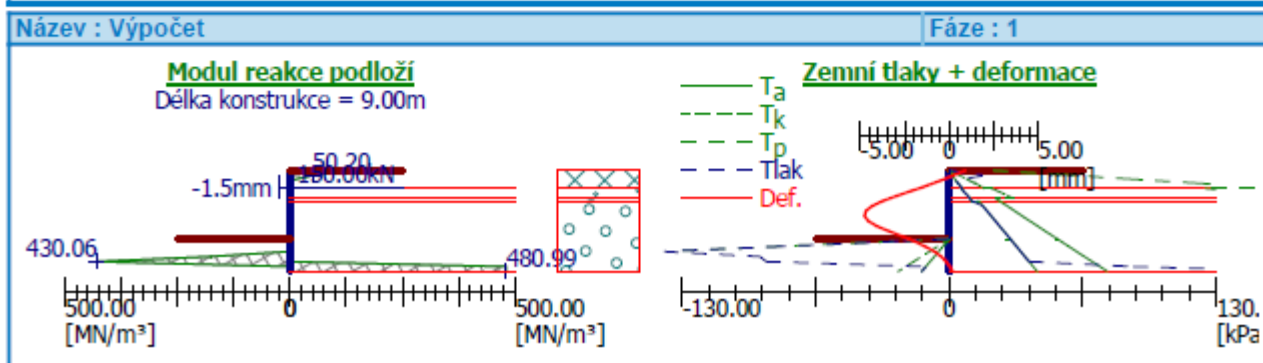 Název : Výpočet Fáze : 1
Modul reakce podloží
Délka konstrukce = 9.00m
50.20
150.00kN
-1.5mm
430.06
480.99
500.00 0 500.00
[MN/m³] [MN/m³]
Zemní tlaky + deformace
Ta
Tk
Tp
Tlak
Def.
-5.00 0 5.00
[mm]
-130.00 0 130.
[kPa